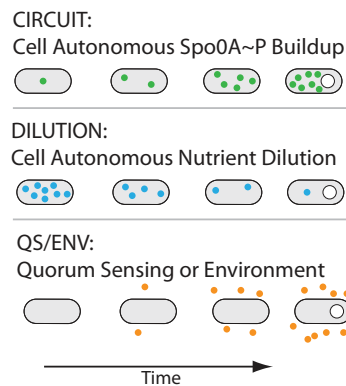 CIRCUIT:
Cell Autonomous Spo0A~P Buildup
DILUTION:
Cell Autonomous Nutrient Dilution
QS/ENV:
Quorum Sensing or Environment
Time